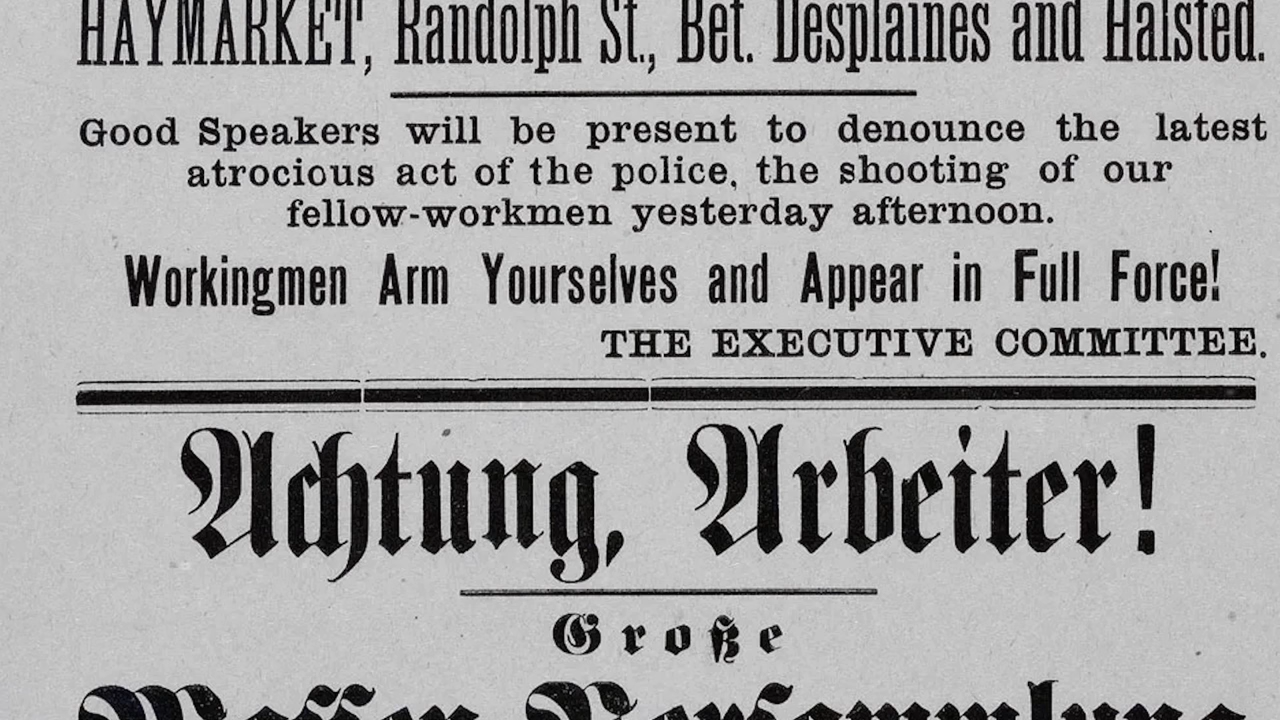 HAYMARKET, Randolph St., Bet. Desplaines and Halsted.
Good Speakers will be present to denounce the latest
atrocious act of the police, the shooting of our
fellow-workmen yesterday afternoon.
Workingmen Arm Yourselves and Appear in Full Force!
THE EXECUTIVE COMMITTEE.
Achtung, Arbeiter!
Große
Massen-Versammlung